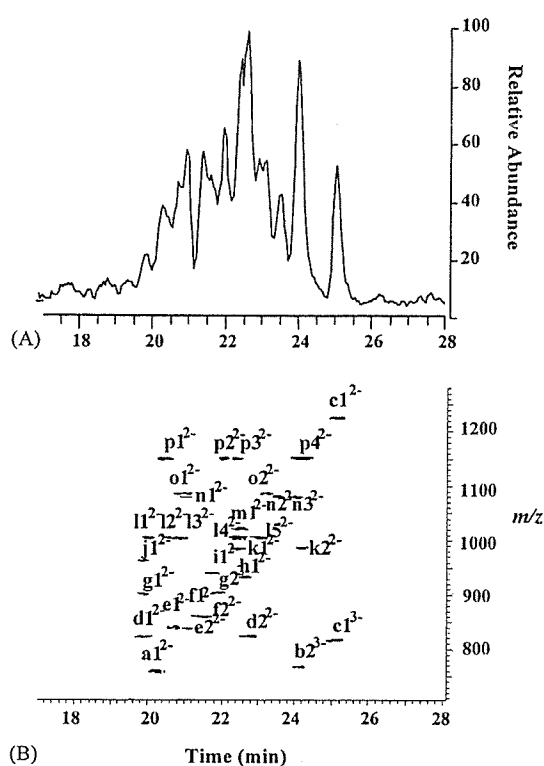 100
80
60
40
20
Relative Abundance
18 20 22 24 26 28
(A)
c1²⁻
1200
p1²⁻ p2²⁻ p3²⁻ p4²⁻
o1²⁻ o2²⁻
1100
n1²⁻ n2²⁻ n3²⁻
m1²⁻
m/z
l1²⁻ l2²⁻ l3²⁻ l4²⁻ l5²⁻
1000
j1²⁻ i1²⁻ k1²⁻ k2²⁻
h1²⁻
g1²⁻ g2²⁻
900
e1²⁻ f1²⁻ f2²⁻
d1²⁻ e2²⁻ d2²⁻ c1³⁻
a1²⁻ b2³⁻
800
18 20 22 24 26 28
(B)
Time (min)